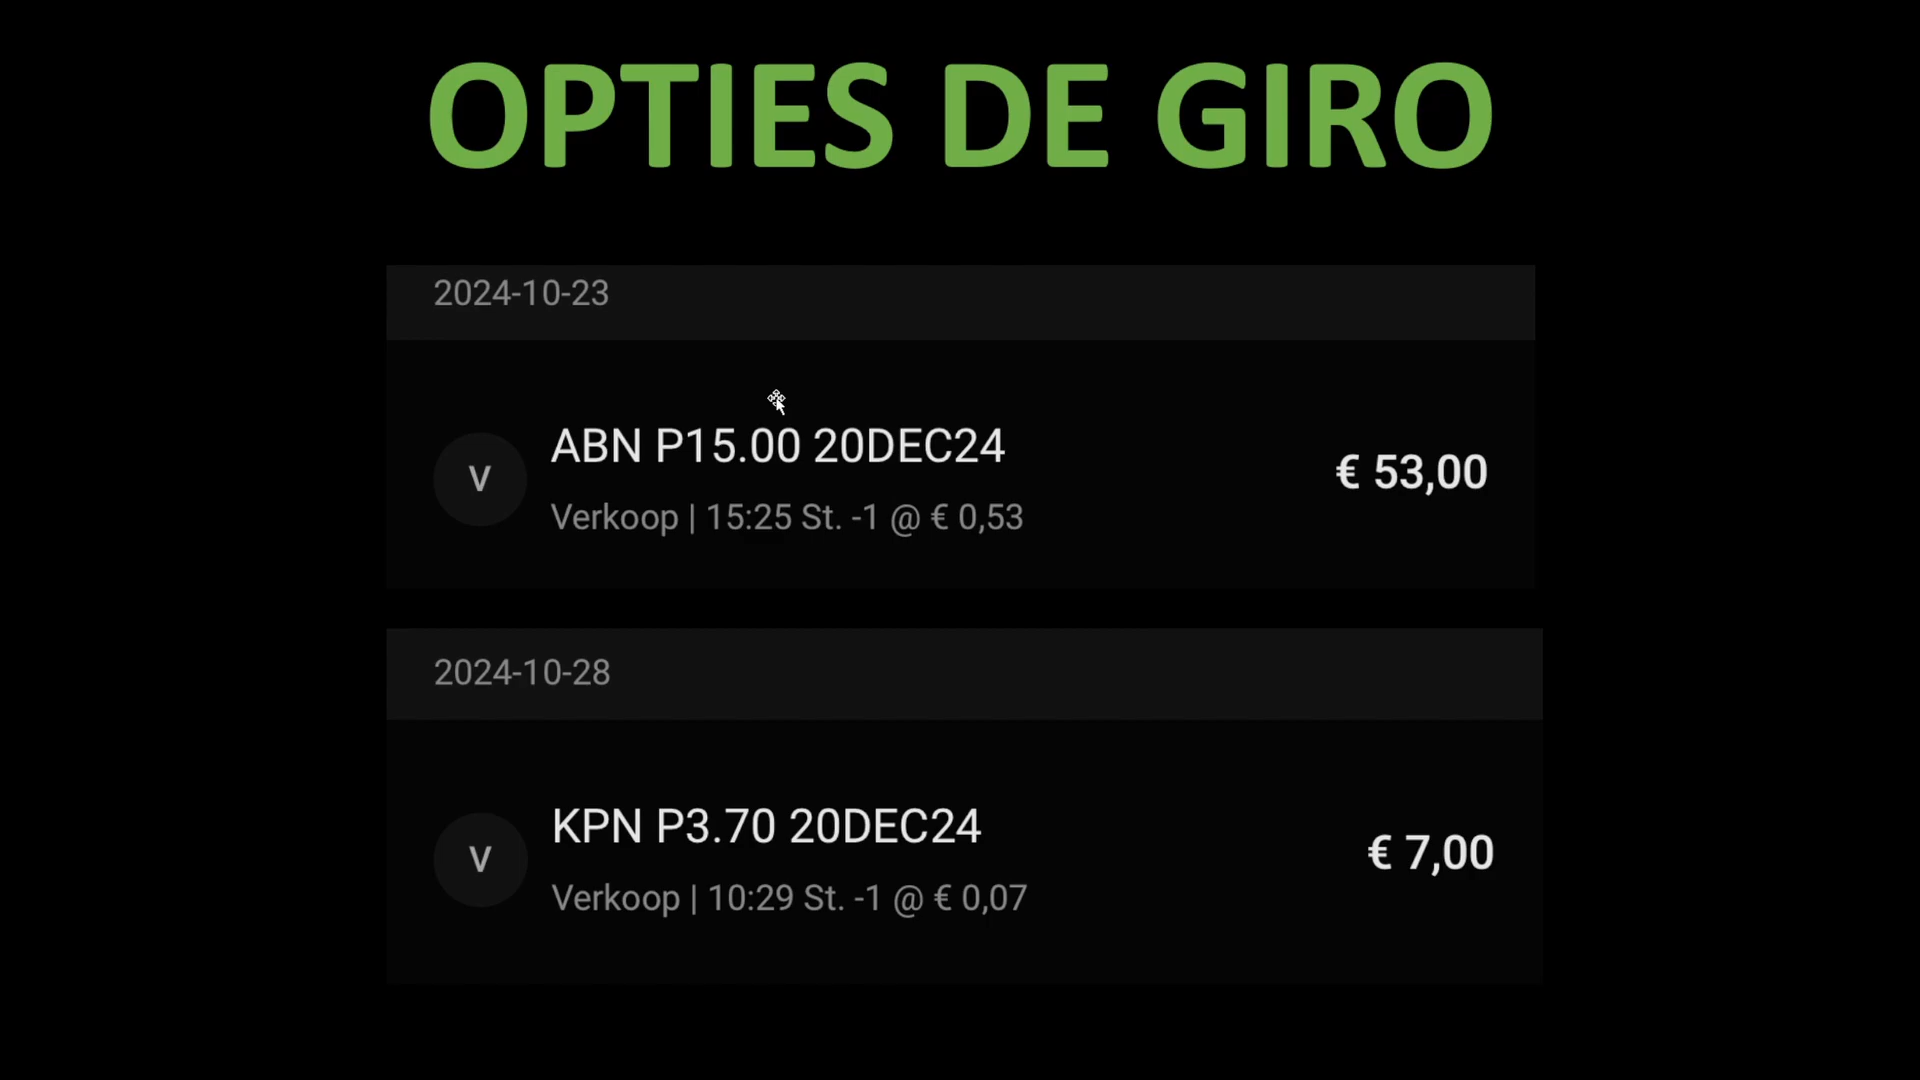 OPTIES DE GIRO
2024-10-23
V
ABN P15.00 20DEC24
€ 53,00
Verkoop | 15:25 St. -1 @ € 0,53
2024-10-28
V
KPN P3.70 20DEC24
€ 7,00
Verkoop | 10:29 St. -1 @ € 0,07